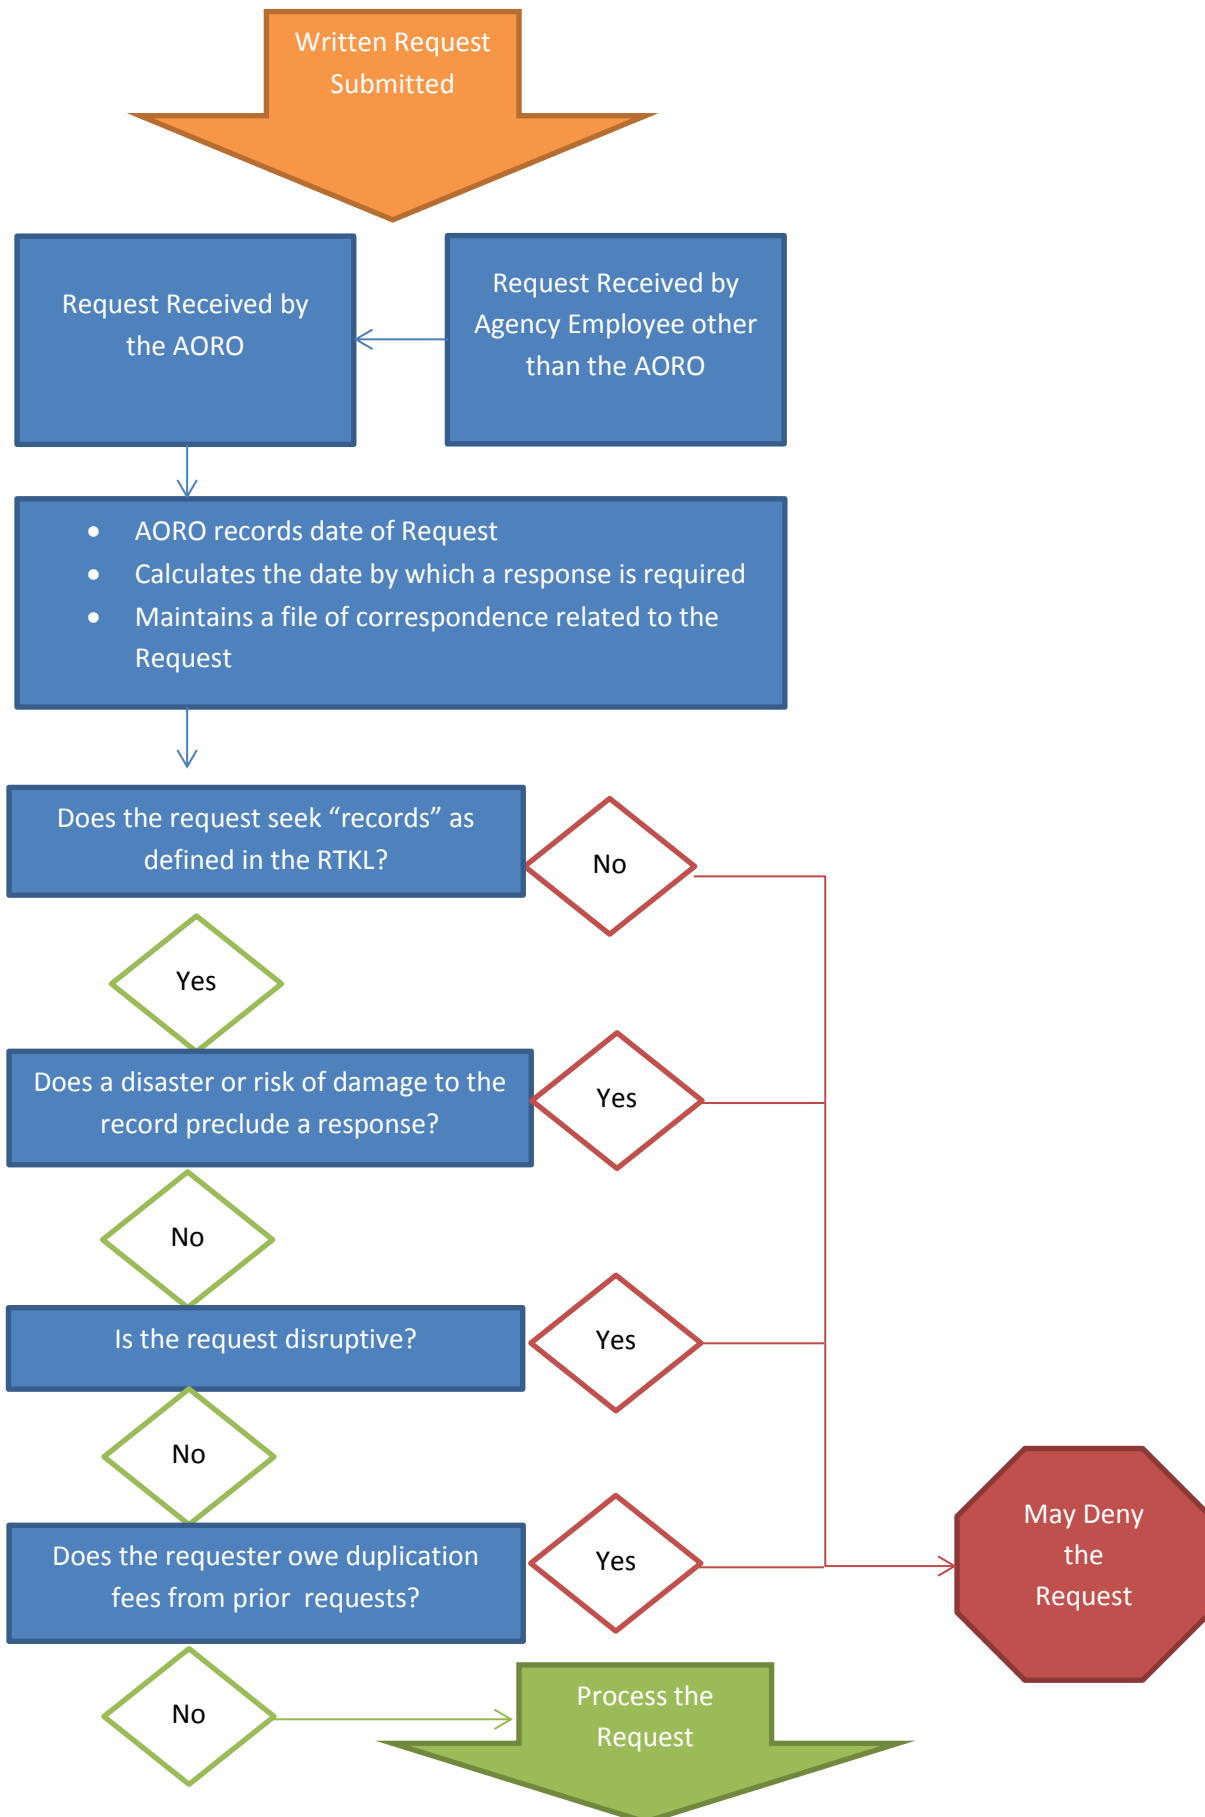 Written Request
Submitted
Request Received by
the AORO
Request Received by
Agency Employee other
than the AORO
• AORO records date of Request
• Calculates the date by which a response is required
• Maintains a file of correspondence related to the
Request
Does the request seek “records” as
defined in the RTKL?
No
Yes
Does a disaster or risk of damage to the
record preclude a response?
Yes
No
Is the request disruptive?
Yes
No
Does the requester owe duplication
fees from prior requests?
Yes
May Deny
the
Request
No
Process the
Request